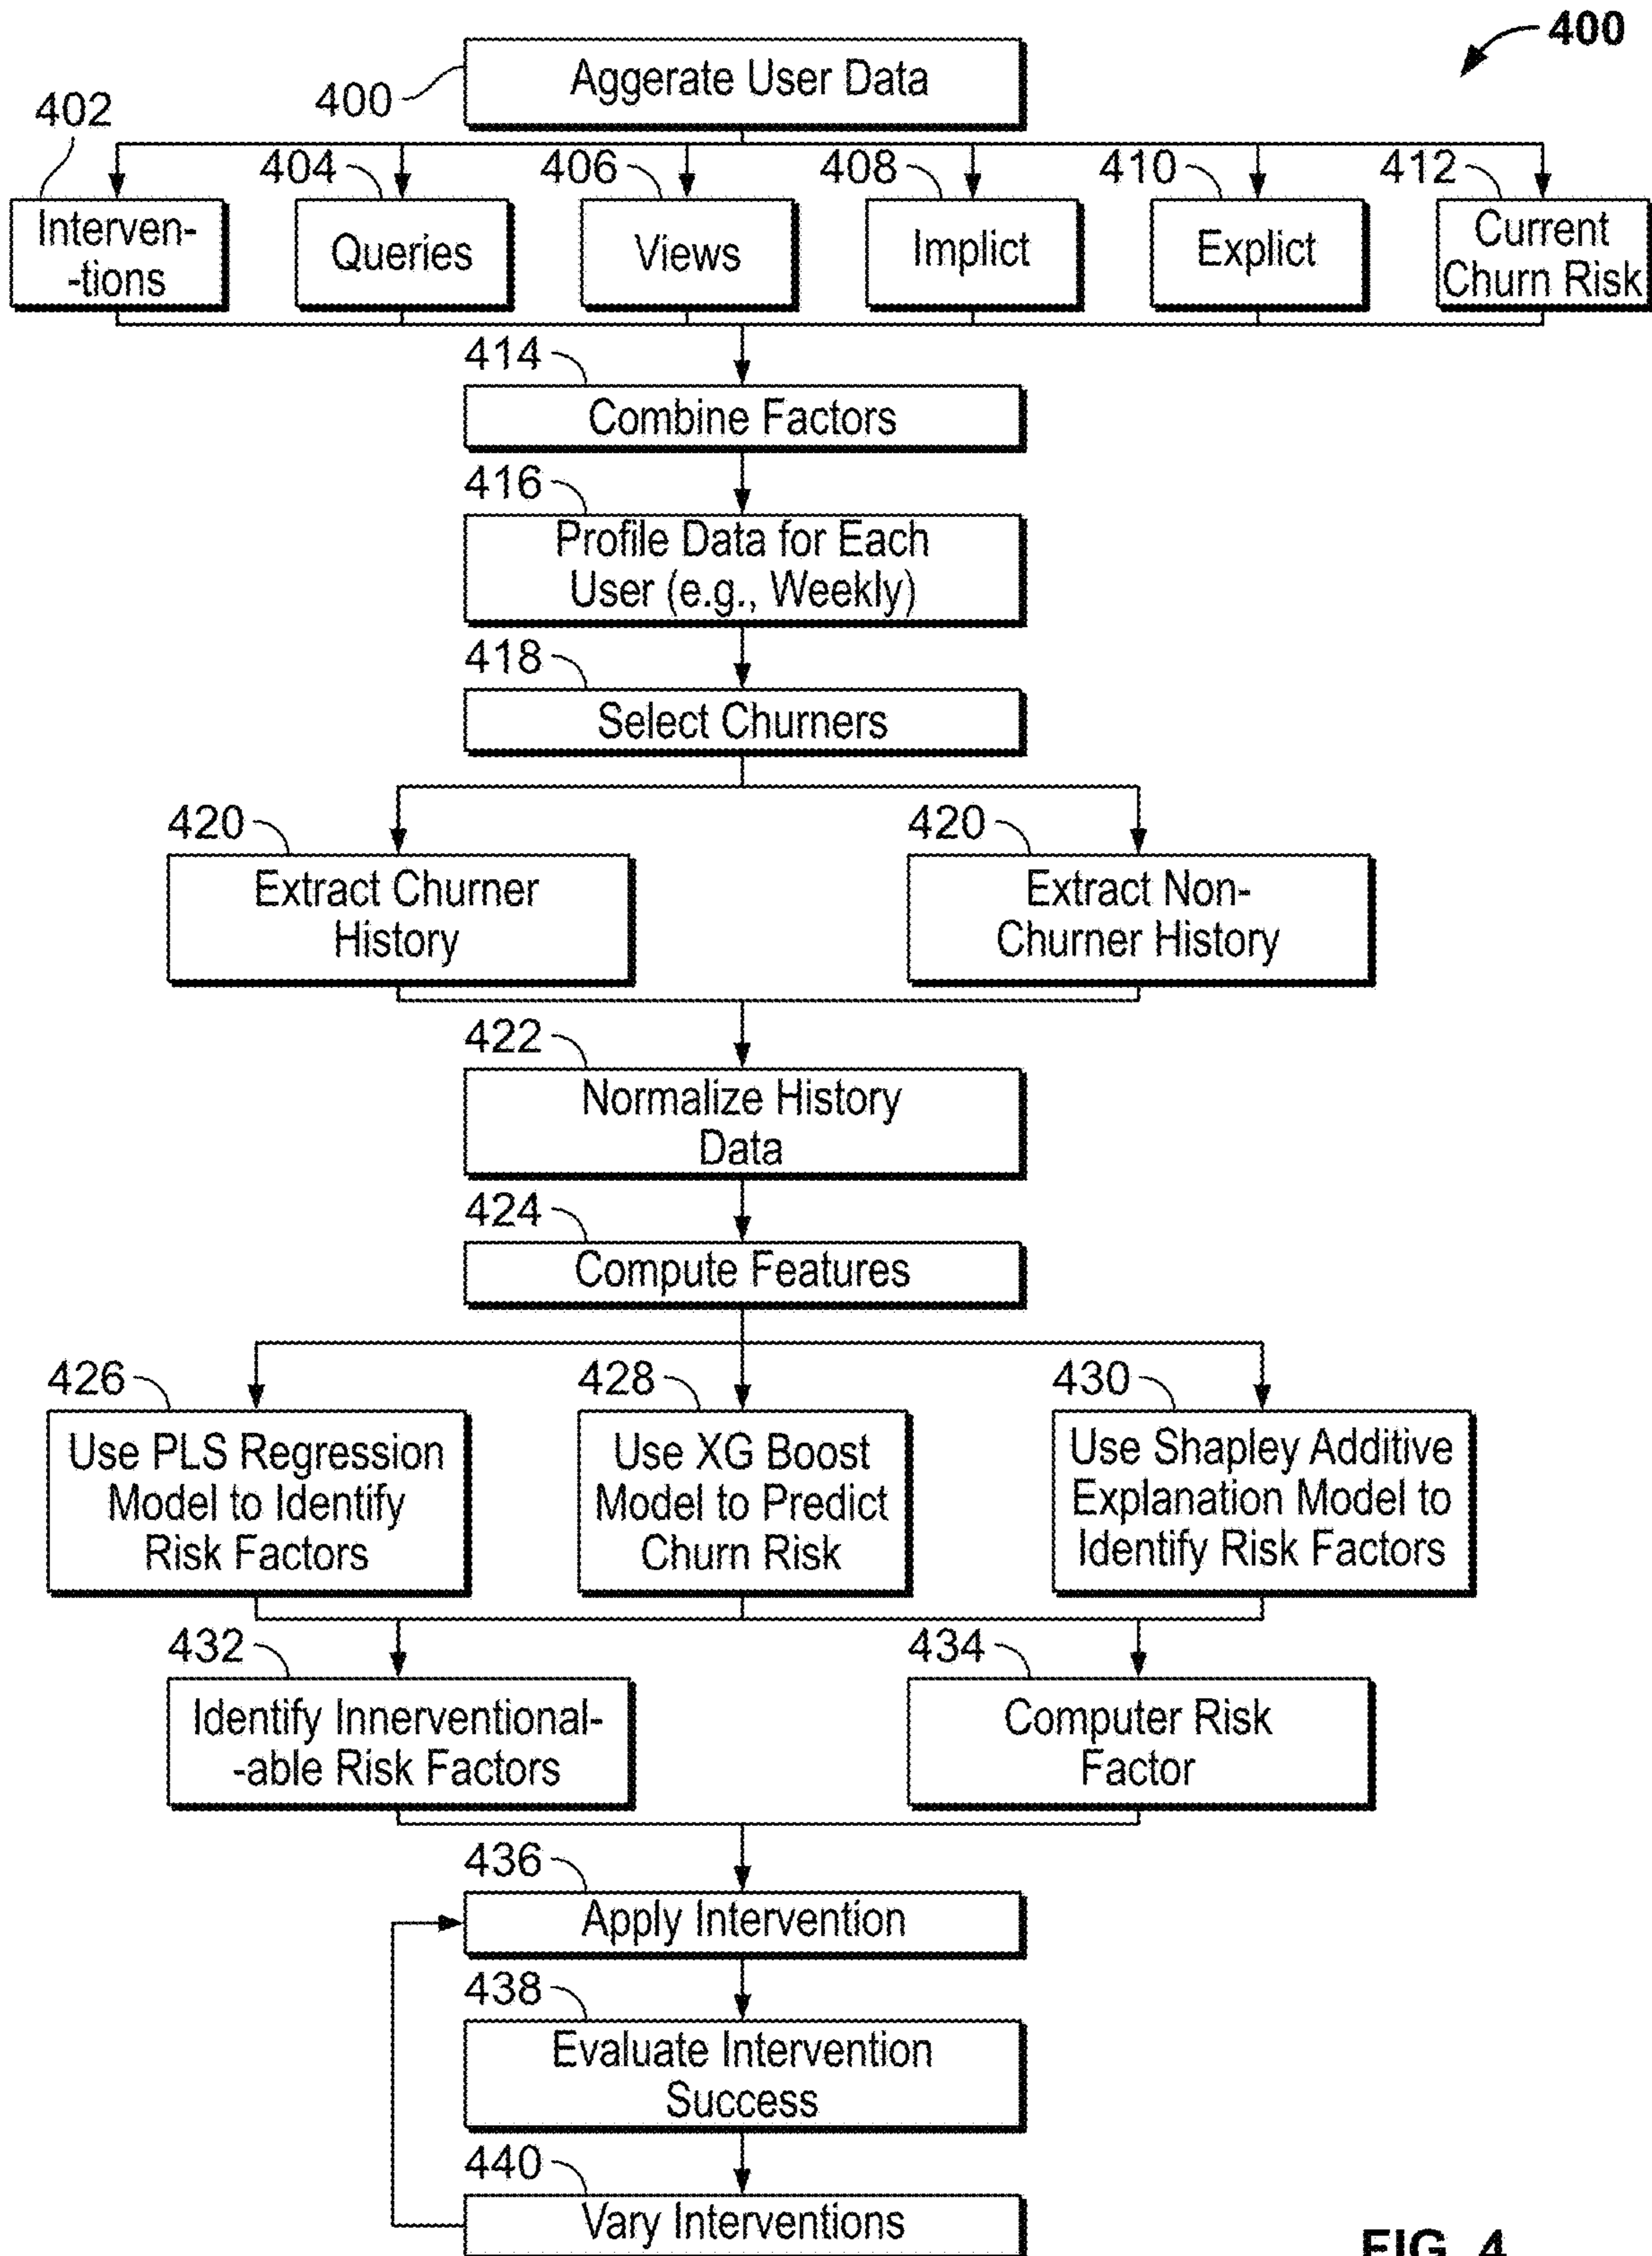 400
400
Aggerate User Data
402
404
406
408
410
412
Interven-
-tions
Queries
Views
Implict
Explict
Current
Churn Risk
414
Combine Factors
416
Profile Data for Each
User (e.g., Weekly)
418
Select Churners
420
420
Extract Churner
History
Extract Non-
Churner History
422
Normalize History
Data
424
Compute Features
426
428
430
Use PLS Regression
Model to Identify
Risk Factors
Use XG Boost
Model to Predict
Churn Risk
Use Shapley Additive
Explanation Model to
Identify Risk Factors
432
434
Identify Innerventional-
-able Risk Factors
Computer Risk
Factor
436
Apply Intervention
438
Evaluate Intervention
Success
440
Vary Interventions
FIG. 4